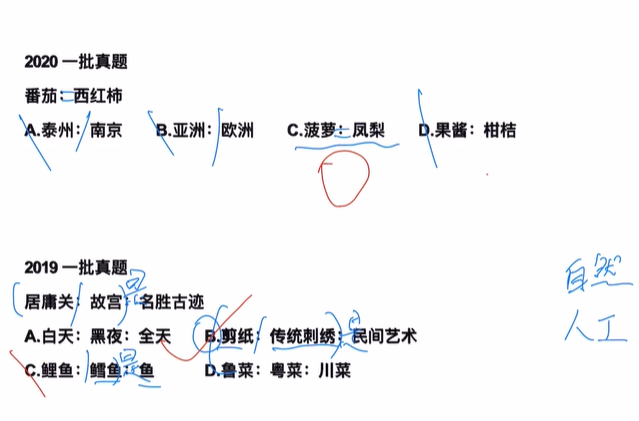 2020 一批真题
番茄：西红柿
A.泰州：南京 B.亚洲：欧洲 C.菠萝：凤梨 D.果酱：柑桔
2019 一批真题
是
居庸关：故宫：名胜古迹
自然
A.白天：黑夜：全天 B.剪纸：传统刺绣：民间艺术
是
人工
C.鲤鱼：鳕鱼：鱼 D.鲁菜：粤菜：川菜
是